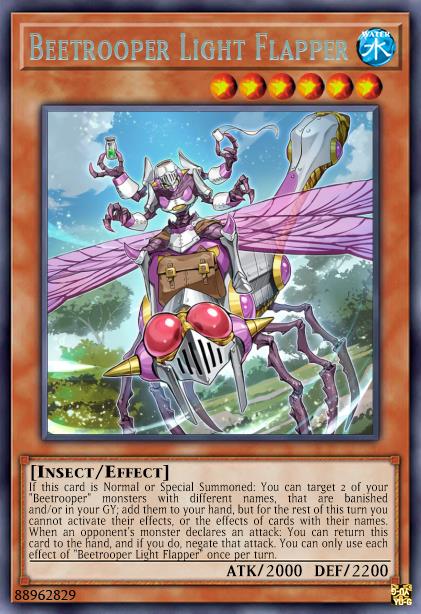 BEETROOPER LIGHT FLAPPER
WATER
水
[INSECT/EFFECT]
If this card is Normal or Special Summoned: You can target 2 of your
"Beetrooper" monsters with different names, that are banished
and/or in your GY; add them to your hand, but for the rest of this turn you
cannot activate their effects, or the effects of cards with their names.
When an opponent's monster declares an attack: You can return this
card to the hand, and if you do, negate that attack. You can only use each
effect of "Beetrooper Light Flapper" once per turn.
ATK/2000 DEF/2200
88962829